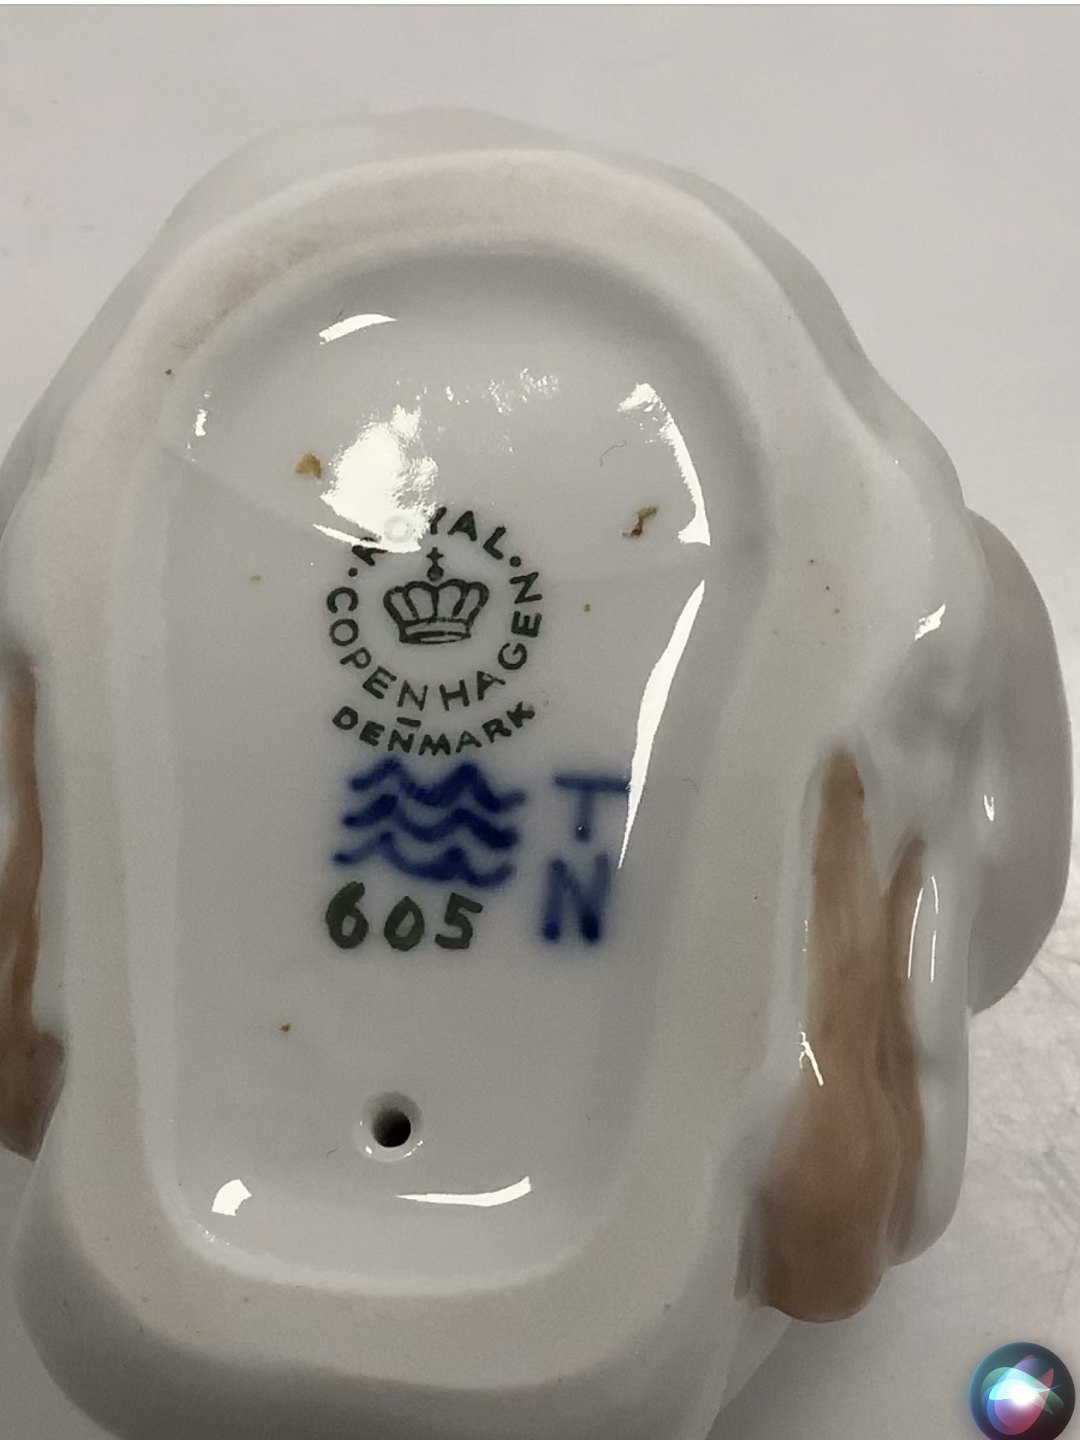 ROYAL
COPENHAGEN
DENMARK
T
605
N